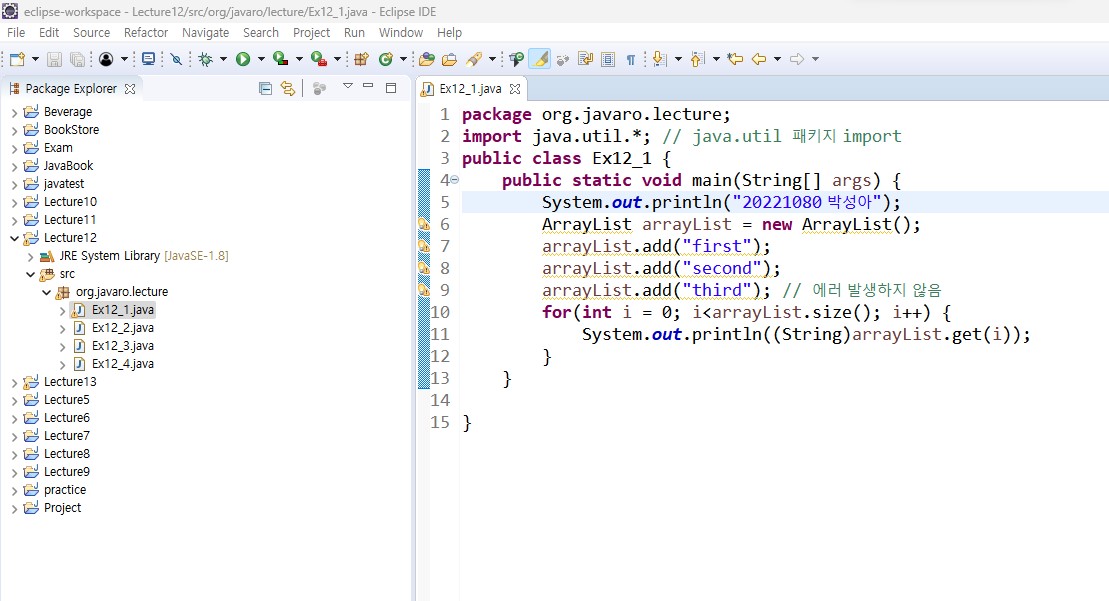 eclipse-workspace - Lecture12/src/org/javaro/lecture/Ex12_1.java - Eclipse IDE
File Edit Source Refactor Navigate Search Project Run Window Help
Package Explorer
Beverage
BookStore
Exam
JavaBook
javatest
Lecture10
Lecture11
Lecture12
JRE System Library [JavaSE-1.8]
src
org.javaro.lecture
Ex12_1.java
Ex12_2.java
Ex12_3.java
Ex12_4.java
Lecture13
Lecture5
Lecture6
Lecture7
Lecture8
Lecture9
practice
Project
Ex12_1.java
1 package org.javaro.lecture;
2 import java.util.*; // java.util 패키지 import
3 public class Ex12_1 {
4 public static void main(String[] args) {
5 System.out.println("20221080 박성아");
6 ArrayList arrayList = new ArrayList();
7 arrayList.add("first");
8 arrayList.add("second");
9 arrayList.add("third"); // 에러 발생하지 않음
10 for(int i = 0; i<arrayList.size(); i++) {
11 System.out.println((String)arrayList.get(i));
12 }
13 }
14
15 }